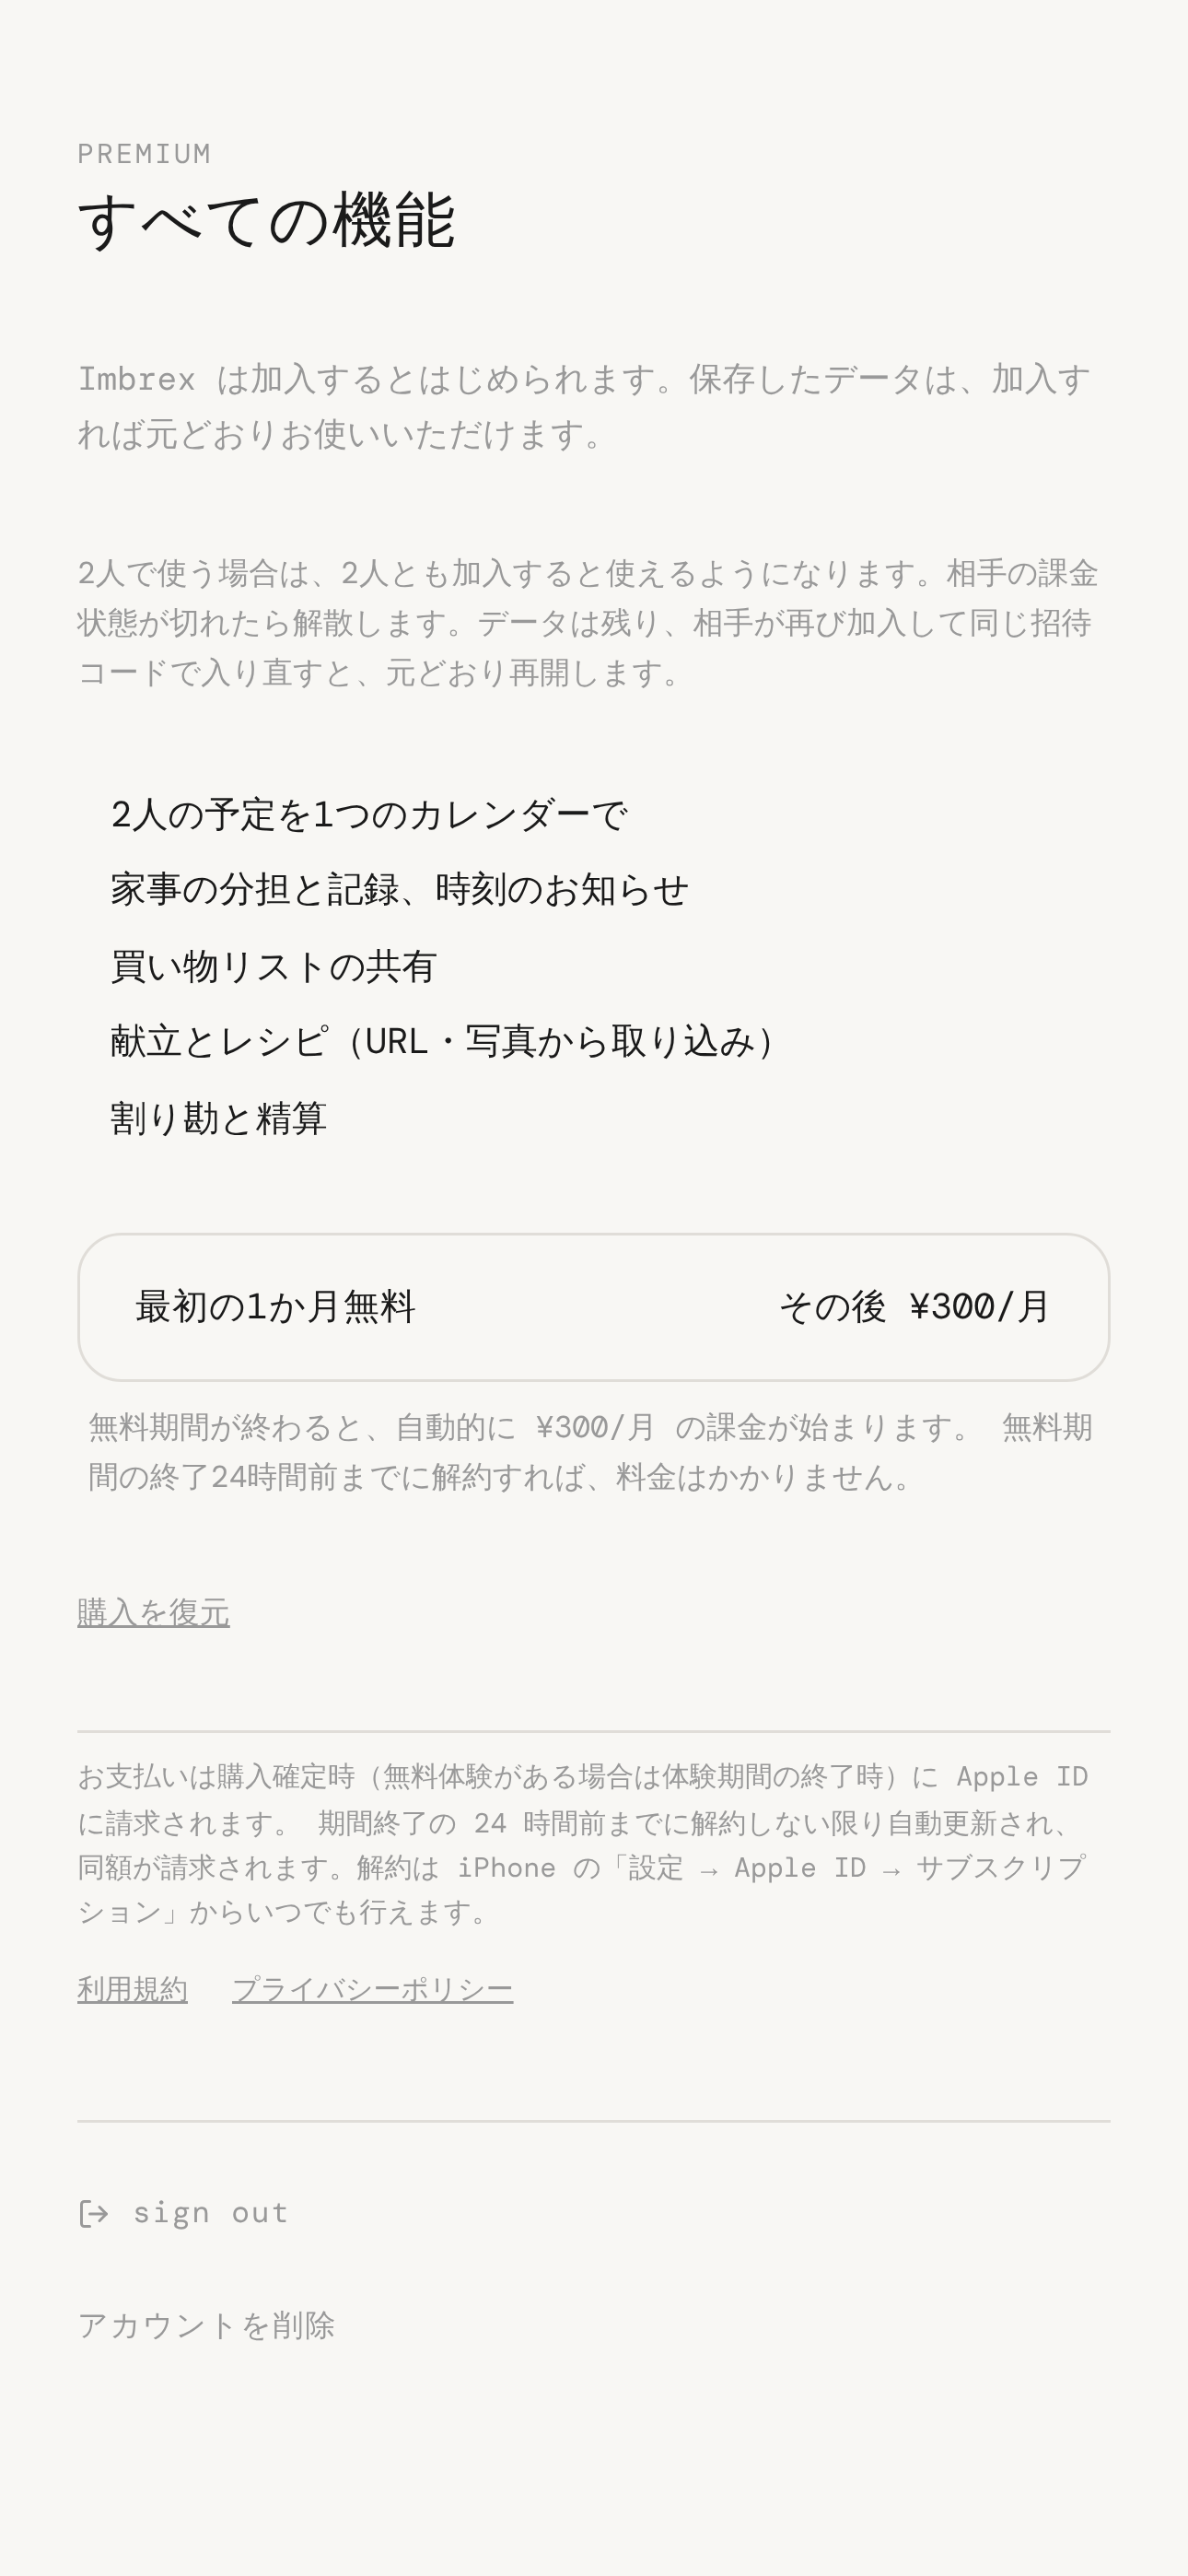 PREMIUM
すべての機能
Imbrex は加入するとはじめられます。保存したデータは、加入す
れば元どおりお使いいただけます。
2人で使う場合は、2人とも加入すると使えるようになります。相手の課金
状態が切れたら解散します。データは残り、相手が再び加入して同じ招待
コードで入り直すと、元どおり再開します。
2人の予定を1つのカレンダーで
家事の分担と記録、時刻のお知らせ
買い物リストの共有
献立とレシピ（URL・写真から取り込み）
割り勘と精算
最初の1か月無料 その後 ¥300/月
無料期間が終わると、自動的に ¥300/月 の課金が始まります。 無料期
間の終了24時間前までに解約すれば、料金はかかりません。
購入を復元
お支払いは購入確定時（無料体験がある場合は体験期間の終了時）に Apple ID
に請求されます。 期間終了の 24 時間前までに解約しない限り自動更新され、
同額が請求されます。解約は iPhone の「設定 → Apple ID → サブスクリプ
ション」からいつでも行えます。
利用規約 プライバシーポリシー
sign out
アカウントを削除